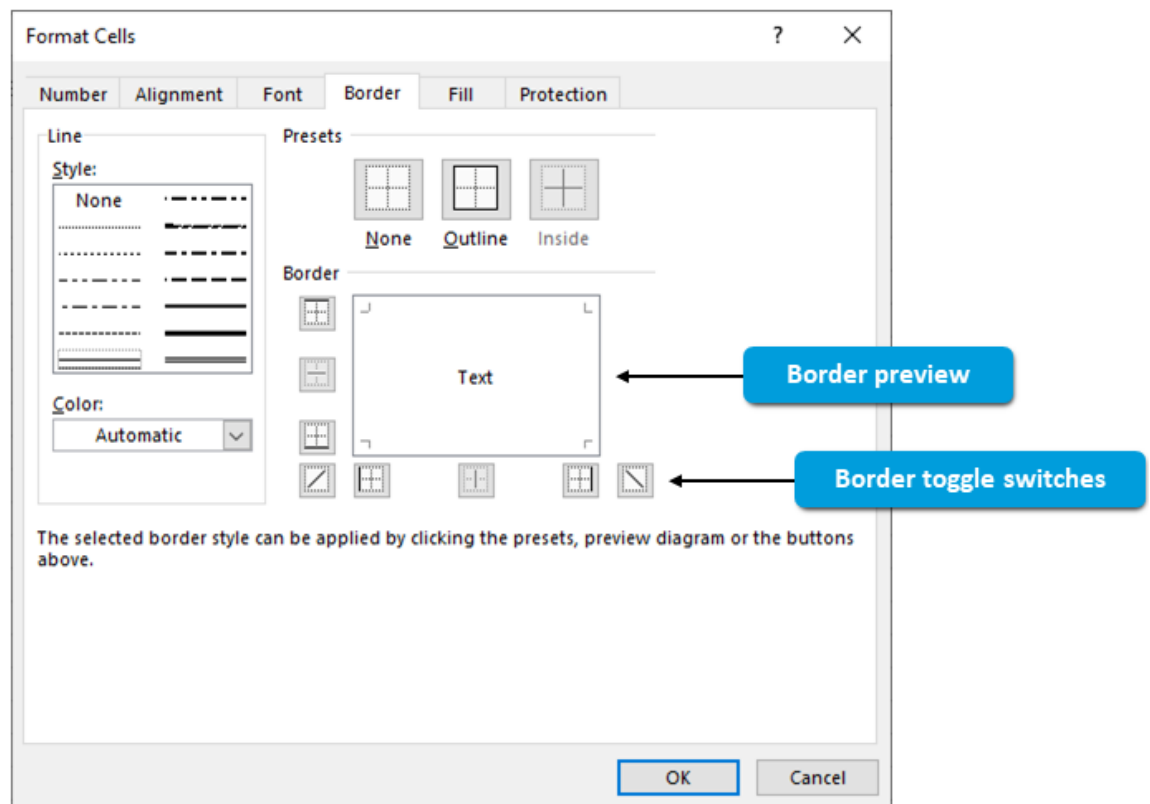 Format Cells ?
Number Alignment Font Border Fill Protection
Line
Style:
None
Color:
Automatic
Presets
None Outline Inside
Border
Text
Border preview
Border toggle switches
The selected border style can be applied by clicking the presets, preview diagram or the buttons
above.
OK Cancel